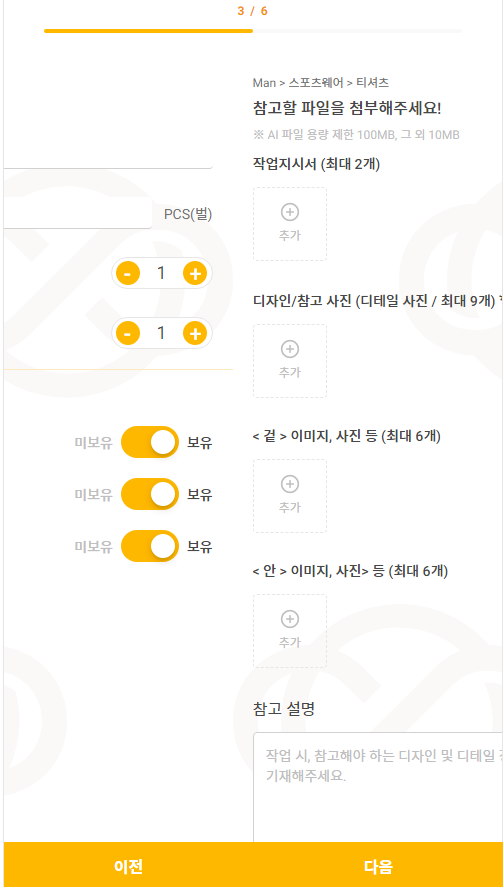 3 / 6
PCS(벌)
- 1 +
- 1 +
미보유 보유
미보유 보유
미보유 보유
Man > 스포츠웨어 > 티셔츠
참고할 파일을 첨부해주세요!
※ AI 파일 용량 제한 100MB, 그 외 10MB
작업지시서 (최대 2개)
추가
디자인/참고 사진 (디테일 사진 / 최대 9개)
추가
< 겉 > 이미지, 사진 등 (최대 6개)
추가
< 안 > 이미지, 사진> 등 (최대 6개)
추가
참고 설명
작업 시, 참고해야 하는 디자인 및 디테일
기재해주세요.
이전 다음